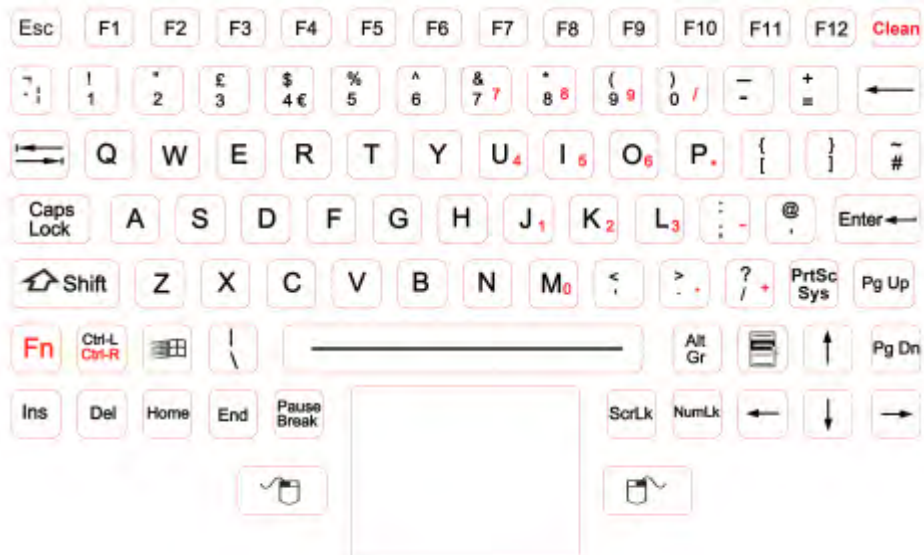 Esc F1 F2 F3 F4 F5 F6 F7 F8 F9 F10 F11 F12 Clean
¬ ! " £ $ % ^ & * ( ) — +
` ¦ 1 2 3 4 € 5 6 7 7 8 8 9 9 0 / - =
Q W E R T Y U 4 I 5 O 6 P * { } ~
[ ] #
Caps Lock A S D F G H J 1 K 2 L 3 : ; - @ ' Enter
Shift Z X C V B N M 0 < , > . . ? / + PrtSc Sys Pg Up
Fn Ctrl-L Ctrl-R | \ Alt Gr Pg Dn
Ins Del Home End Pause Break ScrLk NumLk